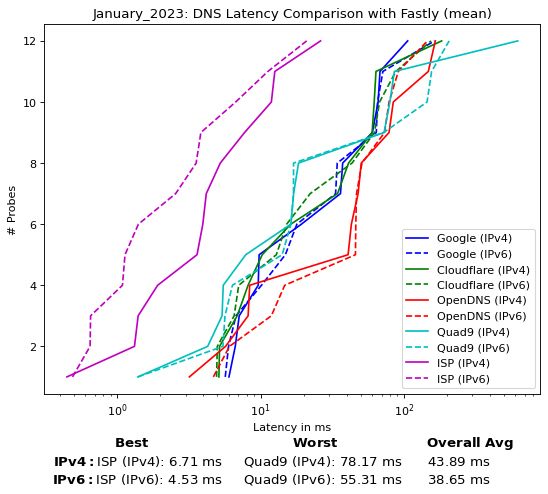 January_2023: DNS Latency Comparison with Fastly (mean)
12
10
8
6
4
2
# Probes
Google (IPv4)
Google (IPv6)
Cloudflare (IPv4)
Cloudflare (IPv6)
OpenDNS (IPv4)
OpenDNS (IPv6)
Quad9 (IPv4)
Quad9 (IPv6)
ISP (IPv4)
ISP (IPv6)
10⁰ 10¹ 10²
Latency in ms
Best Worst Overall Avg
IPv4: ISP (IPv4): 6.71 ms Quad9 (IPv4): 78.17 ms 43.89 ms
IPv6: ISP (IPv6): 4.53 ms Quad9 (IPv6): 55.31 ms 38.65 ms